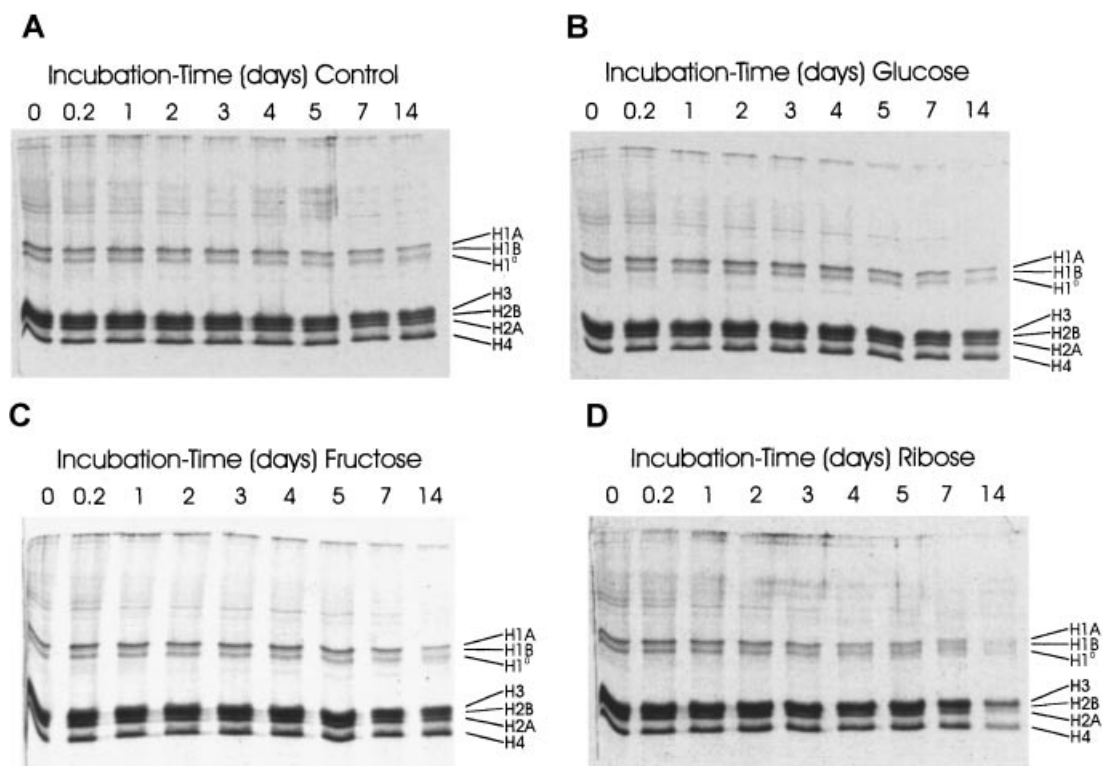 A
Incubation-Time (days) Control
0 0.2 1 2 3 4 5 7 14
H1A
H1B
H1⁰
H3
H2B
H2A
H4
B
Incubation-Time (days) Glucose
0 0.2 1 2 3 4 5 7 14
H1A
H1B
H1⁰
H3
H2B
H2A
H4
C
Incubation-Time (days) Fructose
0 0.2 1 2 3 4 5 7 14
H1A
H1B
H1⁰
H3
H2B
H2A
H4
D
Incubation-Time (days) Ribose
0 0.2 1 2 3 4 5 7 14
H1A
H1B
H1⁰
H3
H2B
H2A
H4